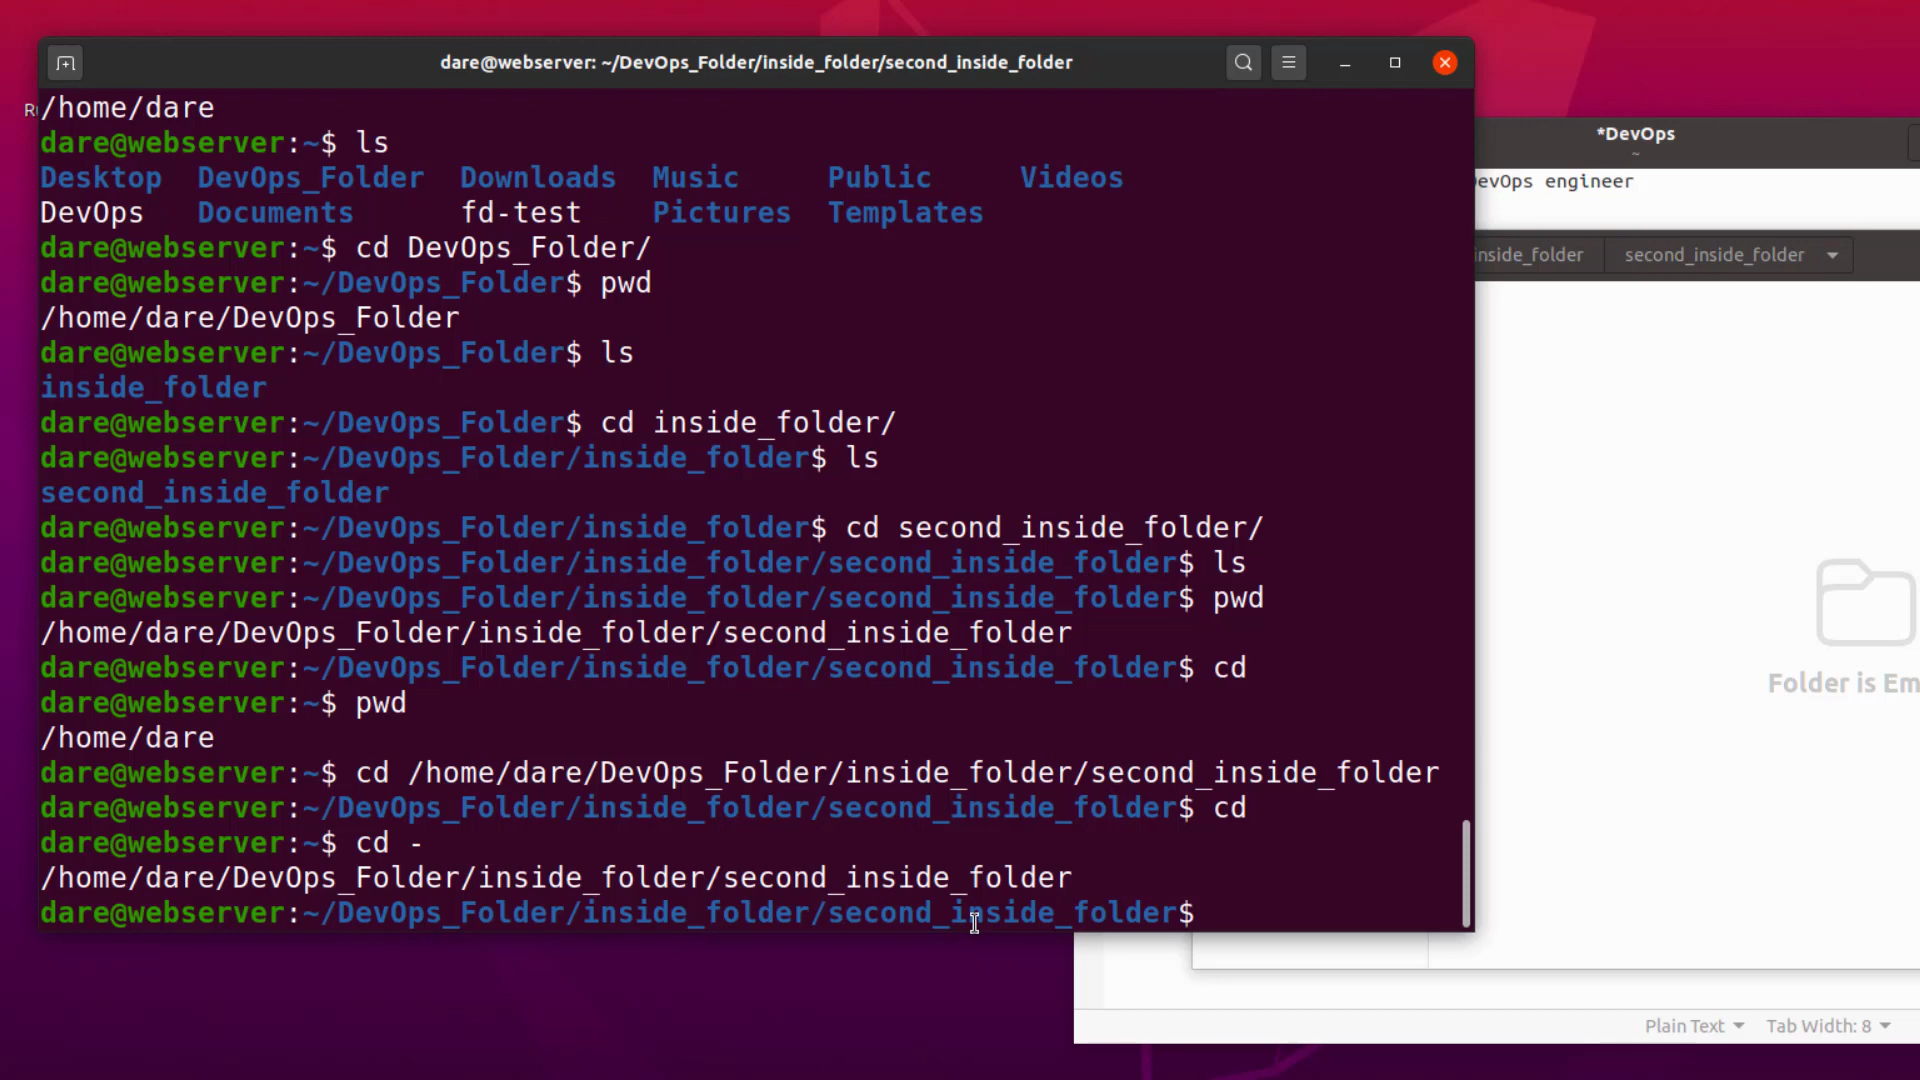 dare@webserver: ~/DevOps_Folder/inside_folder/second_inside_folder
/home/dare
dare@webserver:~$ ls
Desktop DevOps_Folder Downloads Music Public Videos
DevOps Documents fd-test Pictures Templates
dare@webserver:~$ cd DevOps_Folder/
dare@webserver:~/DevOps_Folder$ pwd
/home/dare/DevOps_Folder
dare@webserver:~/DevOps_Folder$ ls
inside_folder
dare@webserver:~/DevOps_Folder$ cd inside_folder/
dare@webserver:~/DevOps_Folder/inside_folder$ ls
second_inside_folder
dare@webserver:~/DevOps_Folder/inside_folder$ cd second_inside_folder/
dare@webserver:~/DevOps_Folder/inside_folder/second_inside_folder$ ls
dare@webserver:~/DevOps_Folder/inside_folder/second_inside_folder$ pwd
/home/dare/DevOps_Folder/inside_folder/second_inside_folder
dare@webserver:~/DevOps_Folder/inside_folder/second_inside_folder$ cd
dare@webserver:~$ pwd
/home/dare
dare@webserver:~$ cd /home/dare/DevOps_Folder/inside_folder/second_inside_folder
dare@webserver:~/DevOps_Folder/inside_folder/second_inside_folder$ cd
dare@webserver:~$ cd -
/home/dare/DevOps_Folder/inside_folder/second_inside_folder
dare@webserver:~/DevOps_Folder/inside_folder/second_inside_folder$
*DevOps
~
engineer
second_inside_folder
Folder is
Plain Text Tab Width: 8